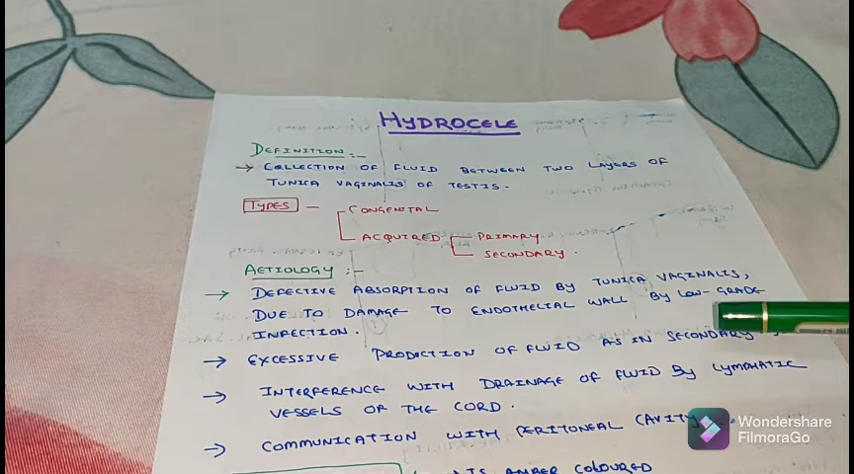 HYDROCELE
DEFINITION :-
→ COLLECTION OF FLUID BETWEEN TWO LAYERS OF
TUNICA VAGINALIS OF TESTIS.
TYPES - CONGENITAL
ACQUIRED PRIMARY
SECONDARY.
AETIOLOGY :-
→ DEFECTIVE ABSORPTION OF FLUID BY TUNICA VAGINALIS,
DUE TO DAMAGE TO ENDOTHELIAL WALL BY LOW-GRADE
INFECTION.
→ EXCESSIVE PRODUCTION OF FLUID AS IN SECONDARY
→ INTERFERENCE WITH DRAINAGE OF FLUID BY LYMPHATIC
VESSELS OF THE CORD.
→ COMMUNICATION WITH PERITONEAL CAVITY
ITS AMBER COLOURED
Wondershare
FilmoraGo